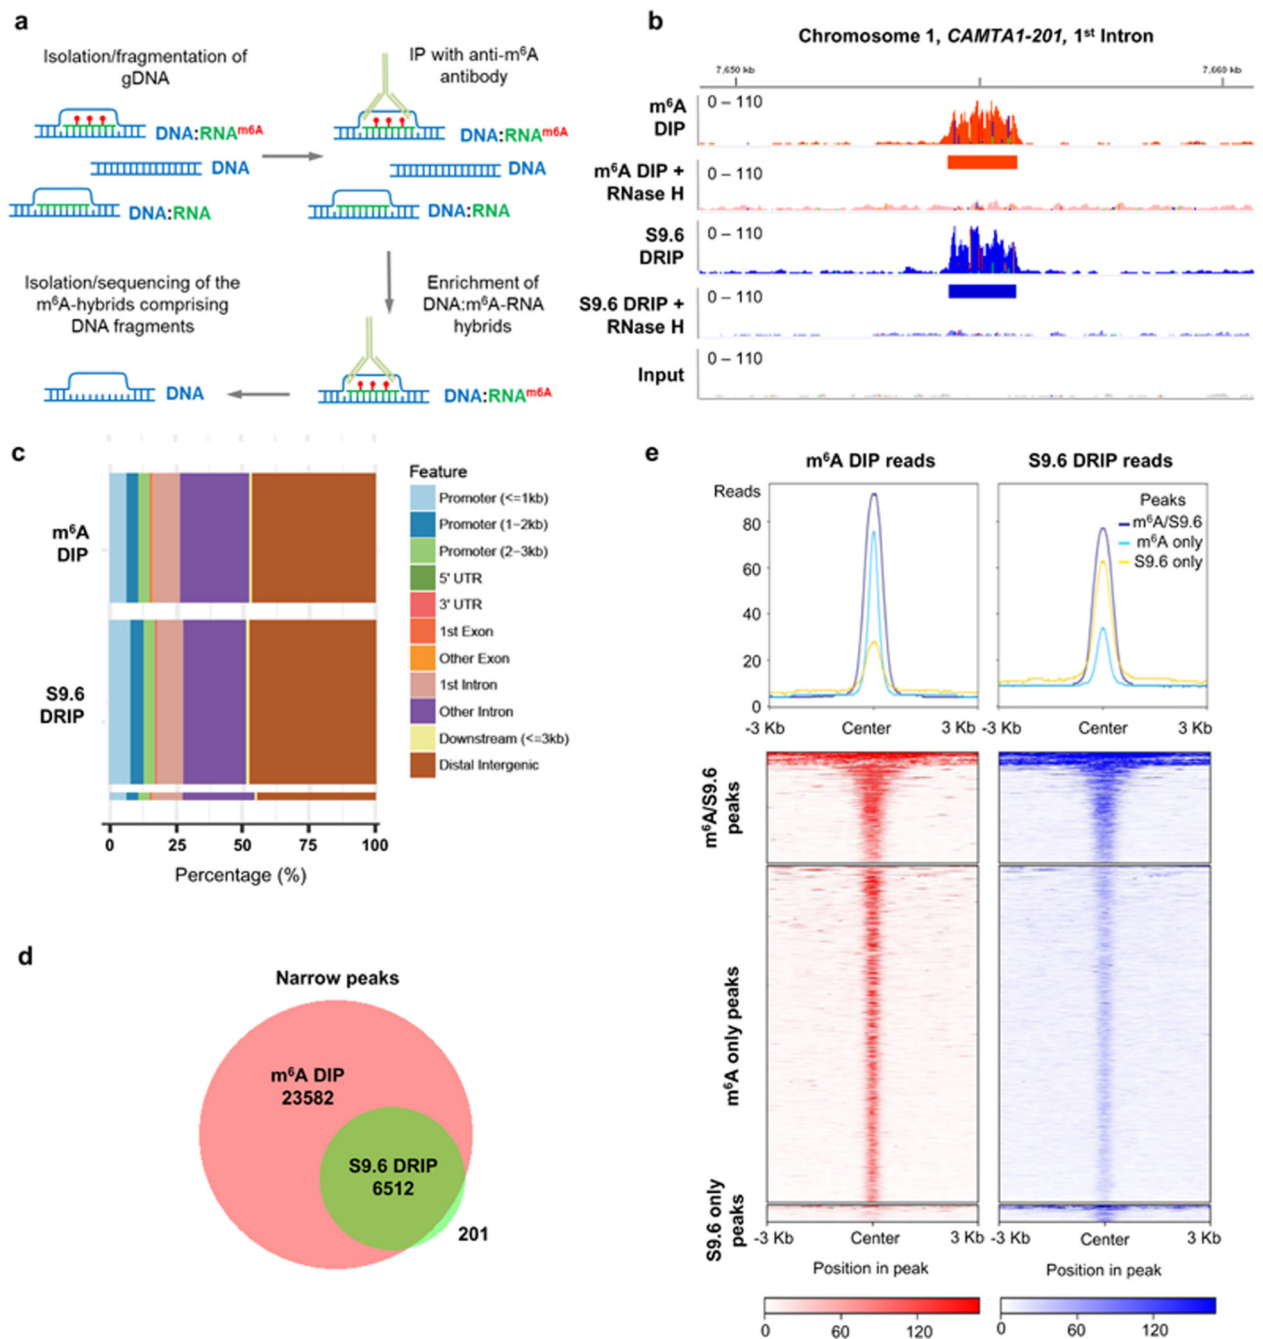 a
Isolation/fragmentation of
gDNA
DNA:RNAm6A
DNA
DNA:RNA
IP with anti-m6A
antibody
DNA:RNAm6A
DNA
DNA:RNA
Isolation/sequencing of the
m6A-hybrids comprising
DNA fragments
Enrichment of
DNA:m6A-RNA
hybrids
DNA
DNA:RNAm6A
b
Chromosome 1, CAMTA1-201, 1st Intron
7,650 kb
7,660 kb
m6A
DIP
0 – 110
m6A DIP +
RNase H
0 – 110
S9.6
DRIP
0 – 110
S9.6 DRIP +
RNase H
0 – 110
Input
0 – 110
c
0 25 50 75 100
m6A
DIP
S9.6
DRIP
0 25 50 75 100
Percentage (%)
Feature
Promoter (<=1kb)
Promoter (1–2kb)
Promoter (2–3kb)
5' UTR
3' UTR
1st Exon
Other Exon
1st Intron
Other Intron
Downstream (<=3kb)
Distal Intergenic
d
Narrow peaks
m6A DIP
23582
S9.6 DRIP
6512
201
e
m6A DIP reads
S9.6 DRIP reads
Reads
80
60
40
20
0
Peaks
m6A/S9.6
m6A only
S9.6 only
-3 Kb Center 3 Kb
-3 Kb Center 3 Kb
m6A/S9.6
peaks
m6A only peaks
S9.6 only
peaks
-3 Kb Center 3 Kb
-3 Kb Center 3 Kb
Position in peak
Position in peak
0 60 120
0 60 120